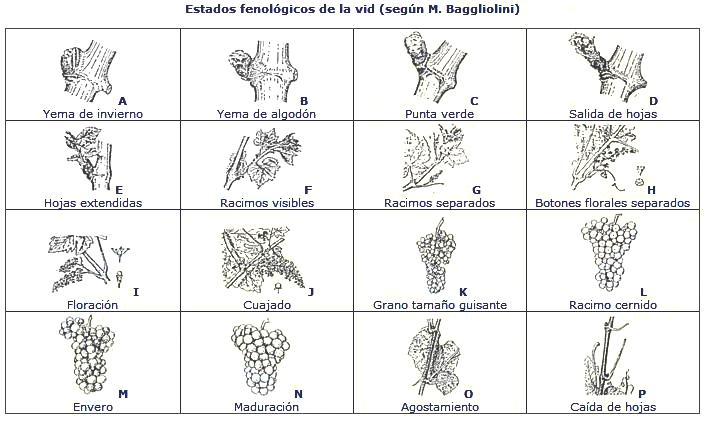 Estados fenológicos de la vid (según M. Baggliolini)
A
Yema de invierno
B
Yema de algodón
C
Punta verde
D
Salida de hojas
E
Hojas extendidas
F
Racimos visibles
G
Racimos separados
H
Botones florales separados
I
Floración
J
Cuajado
K
Grano tamaño guisante
L
Racimo cernido
M
Envero
N
Maduración
O
Agostamiento
P
Caída de hojas